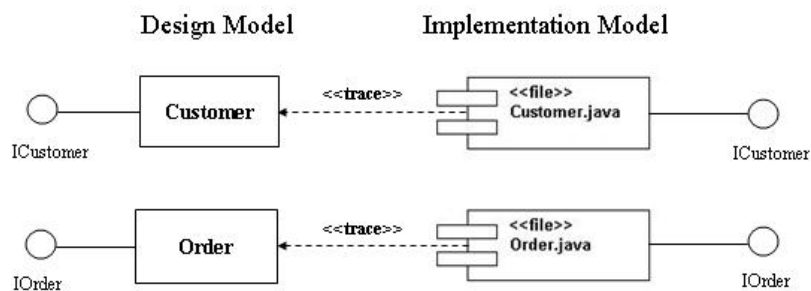 Design Model
Implementation Model
Customer
<<trace>>
<<file>>
Customer.java
ICustomer
ICustomer
Order
<<trace>>
<<file>>
Order.java
IOrder
IOrder